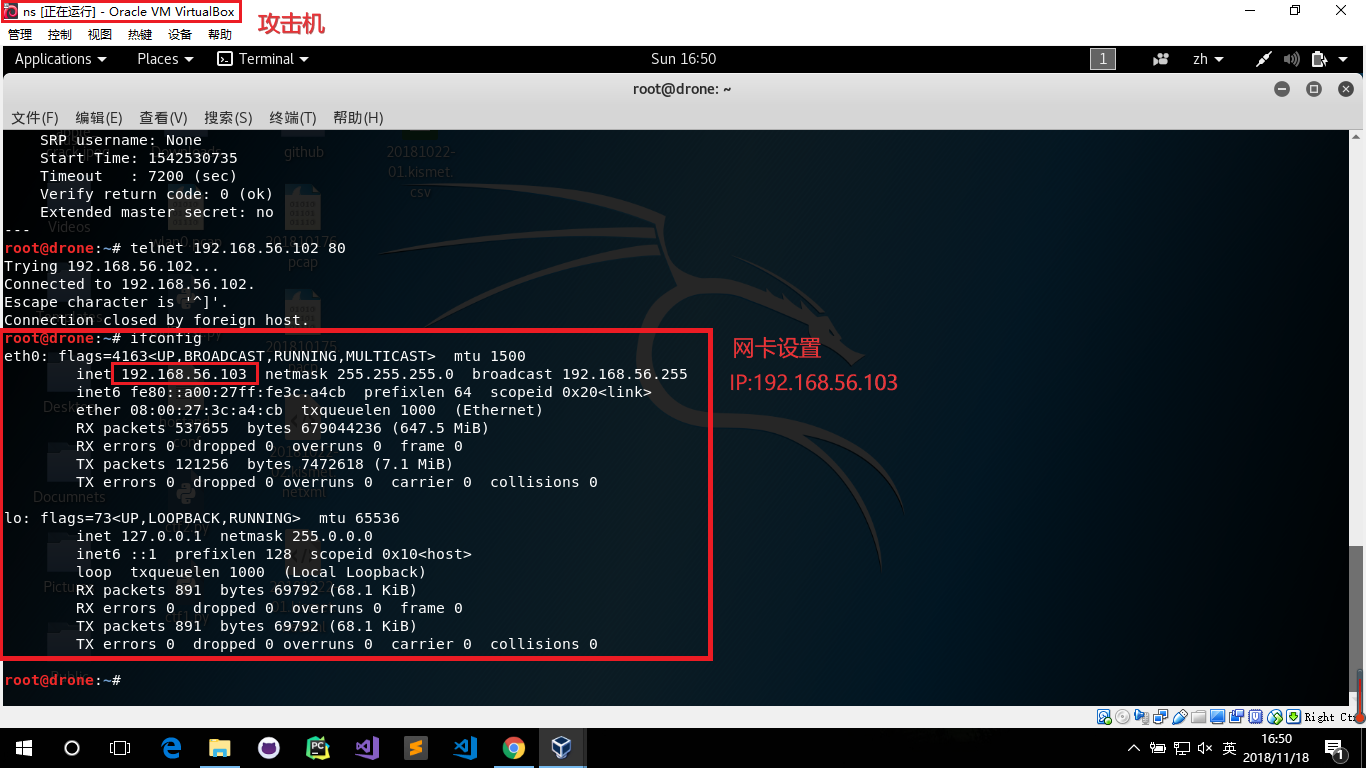 ns [正在运行] - Oracle VM VirtualBox
攻击机
管理 控制 视图 热键 设备 帮助
Applications Places Terminal Sun 16:50 1 zh
root@drone: ~
文件(F) 编辑(E) 查看(V) 搜索(S) 终端(T) 帮助(H)
SRP username: None
Start Time: 1542530735
Timeout   : 7200 (sec)
Verify return code: 0 (ok)
Extended master secret: no
---
root@drone:~# telnet 192.168.56.102 80
Trying 192.168.56.102...
Connected to 192.168.56.102.
Escape character is '^]'.
Connection closed by foreign host.
root@drone:~# ifconfig
eth0: flags=4163<UP,BROADCAST,RUNNING,MULTICAST>  mtu 1500
inet 192.168.56.103  netmask 255.255.255.0  broadcast 192.168.56.255
inet6 fe80::a00:27ff:fe3c:a4cb  prefixlen 64  scopeid 0x20<link>
ether 08:00:27:3c:a4:cb  txqueuelen 1000  (Ethernet)
RX packets 537655  bytes 679044236 (647.5 MiB)
RX errors 0  dropped 0  overruns 0  frame 0
TX packets 121256  bytes 7472618 (7.1 MiB)
TX errors 0  dropped 0 overruns 0  carrier 0  collisions 0
网卡设置
IP:192.168.56.103
lo: flags=73<UP,LOOPBACK,RUNNING>  mtu 65536
inet 127.0.0.1  netmask 255.0.0.0
inet6 ::1  prefixlen 128  scopeid 0x10<host>
loop  txqueuelen 1000  (Local Loopback)
RX packets 891  bytes 69792 (68.1 KiB)
RX errors 0  dropped 0  overruns 0  frame 0
TX packets 891  bytes 69792 (68.1 KiB)
TX errors 0  dropped 0 overruns 0  carrier 0  collisions 0
root@drone:~#
github
20181022-
01.kismet.
csv
Videos
pcap
Documnets
netxml
Right Ctr
英
16:50
2018/11/18
1